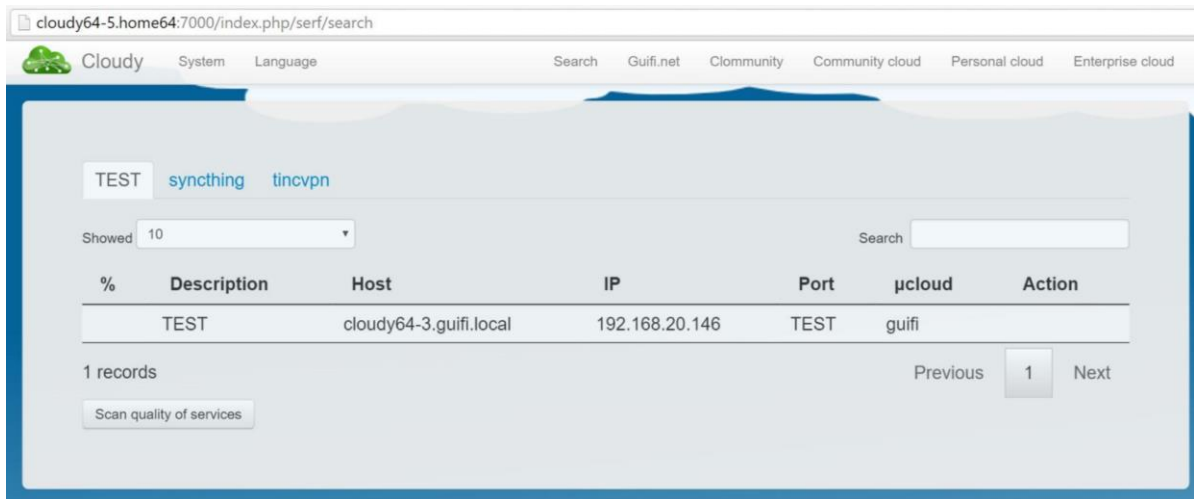 cloudy64-5.home64:7000/index.php/serf/search
Cloudy System Language Search Guifi.net Clommunity Community cloud Personal cloud Enterprise cloud
TEST syncthing tincvpn
Showed 10 Search
% Description Host IP Port µcloud Action
TEST cloudy64-3.guifi.local 192.168.20.146 TEST guifi
1 records Previous 1 Next
Scan quality of services